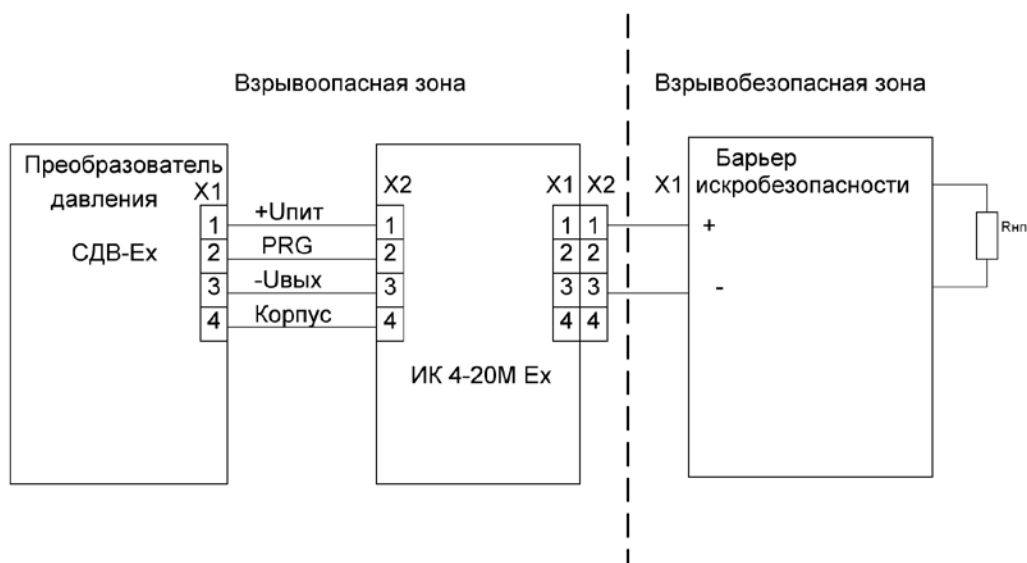 Взрывоопасная зона
Взрывобезопасная зона
Преобразователь
давления
СДВ-Ex
X1
1
2
3
4
+Uпит
PRG
-Uвых
Корпус
X2
1
2
3
4
ИК 4-20М Ex
X1 X2
1 1
2 2
3 3
4 4
X1
Барьер
искробезопасности
+
-
Rнп